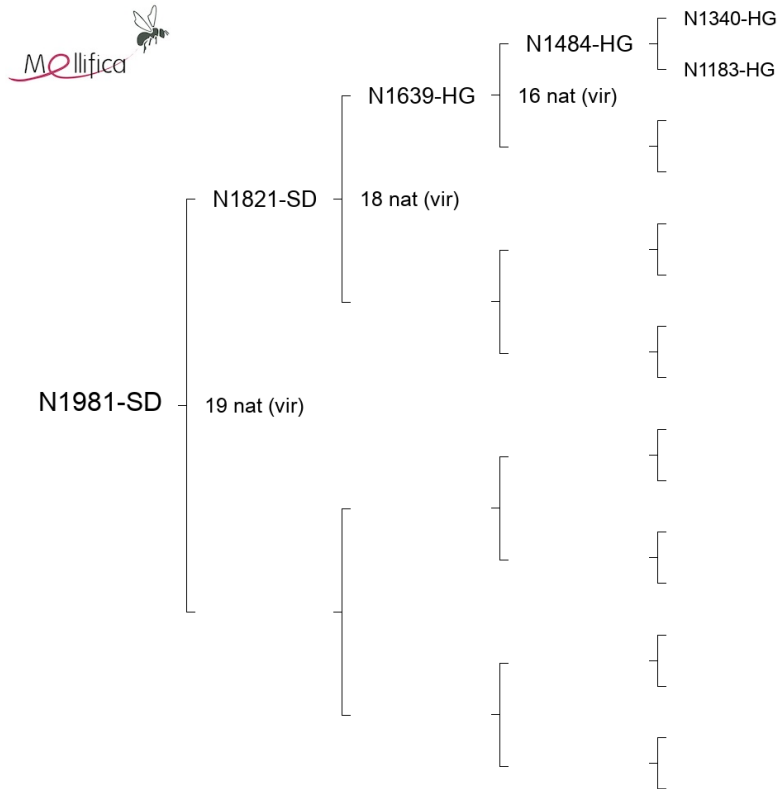 Mellifica
N1340-HG
N1484-HG
N1183-HG
N1639-HG
16 nat (vir)
N1821-SD
18 nat (vir)
N1981-SD
19 nat (vir)